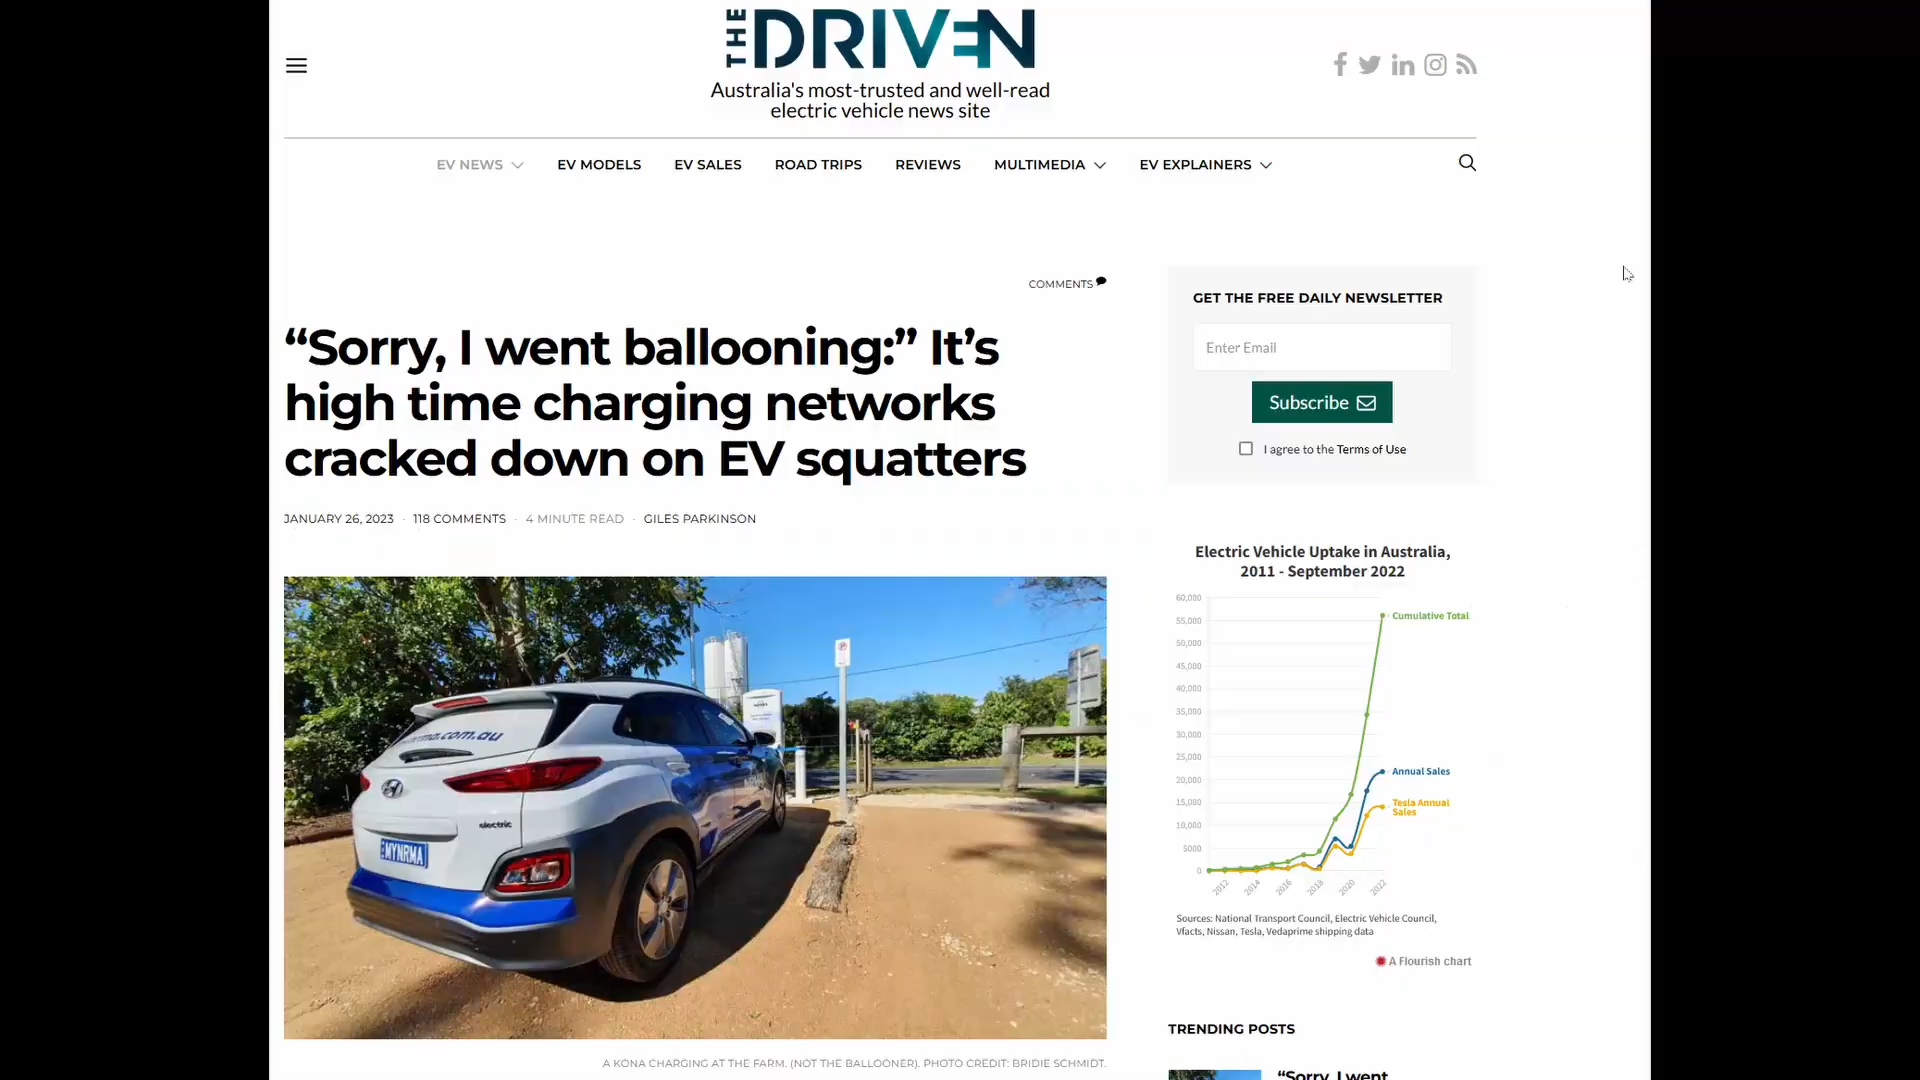 THE DRIVEN
Australia's most-trusted and well-read
electric vehicle news site
EV NEWS
EV MODELS
EV SALES
ROAD TRIPS
REVIEWS
MULTIMEDIA
EV EXPLAINERS
COMMENTS
“Sorry, I went ballooning:” It’s
high time charging networks
cracked down on EV squatters
JANUARY 26, 2023 · 118 COMMENTS · 4 MINUTE READ · GILES PARKINSON
electric
MYNRMA
A KONA CHARGING AT THE FARM. (NOT THE BALLOONER). PHOTO CREDIT: BRIDIE SCHMIDT.
GET THE FREE DAILY NEWSLETTER
Enter Email
Subscribe
I agree to the Terms of Use
Electric Vehicle Uptake in Australia,
2011 - September 2022
60,000
55,000
50,000
45,000
40,000
35,000
30,000
25,000
20,000
15,000
10,000
5000
0
Cumulative Total
Annual Sales
Tesla Annual
Sales
2012
2014
2016
2018
2020
2022
Sources: National Transport Council, Electric Vehicle Council,
Vfacts, Nissan, Tesla, Vedaprime shipping data
A Flourish chart
TRENDING POSTS
“Sorry, I went